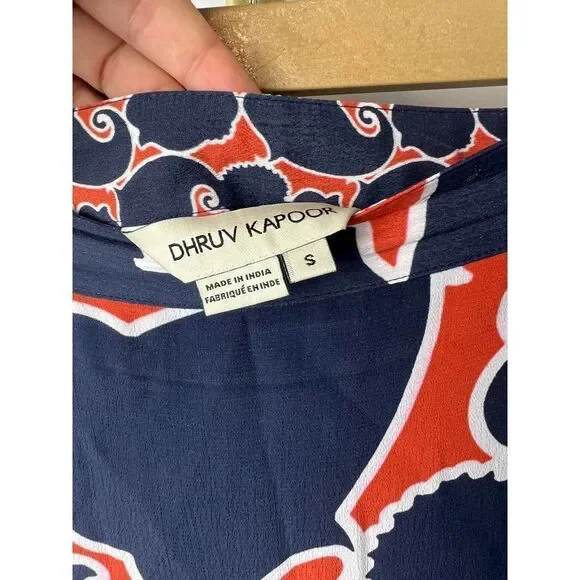 DHRUV KAPOOR
S
MADE IN INDIA
FABRIQUÉ EN INDE